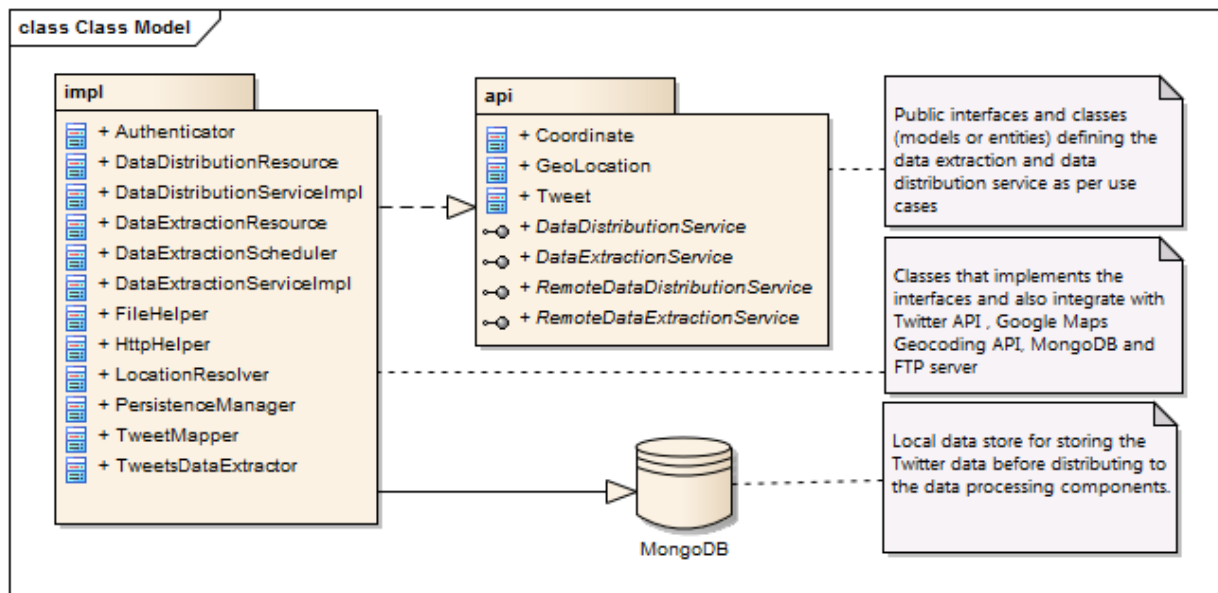 class Class Model
impl
+ Authenticator
+ DataDistributionResource
+ DataDistributionServiceImpl
+ DataExtractionResource
+ DataExtractionScheduler
+ DataExtractionServiceImpl
+ FileHelper
+ HttpHelper
+ LocationResolver
+ PersistenceManager
+ TweetMapper
+ TweetsDataExtractor
api
+ Coordinate
+ GeoLocation
+ Tweet
+ DataDistributionService
+ DataExtractionService
+ RemoteDataDistributionService
+ RemoteDataExtractionService
Public interfaces and classes
(models or entities) defining the
data extraction and data
distribution service as per use
cases
Classes that implements the
interfaces and also integrate with
Twitter API , Google Maps
Geocoding API, MongoDB and
FTP server
Local data store for storing the
Twitter data before distributing to
the data processing components.
MongoDB